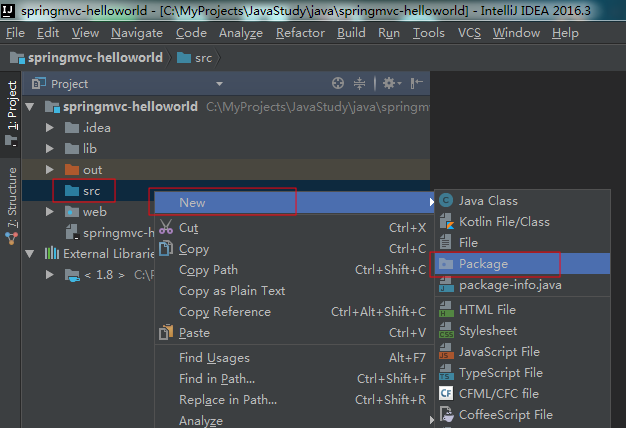 springmvc-helloworld - [C:\MyProjects\JavaStudy\java\springmvc-helloworld] - IntelliJ IDEA 2016.3
File Edit View Navigate Code Analyze Refactor Build Run Tools VCS Window Help
springmvc-helloworld src
1: Project
7: Structure
Project
springmvc-helloworld C:\MyProjects\JavaStudy\java\springmv
.idea
lib
out
src
web
springmvc-h
External Librarie
< 1.8 > C:\P
New
Cut Ctrl+X
Copy Ctrl+C
Copy Path Ctrl+Shift+C
Copy as Plain Text
Copy Reference Ctrl+Alt+Shift+C
Paste Ctrl+V
Find Usages Alt+F7
Find in Path... Ctrl+Shift+F
Replace in Path... Ctrl+Shift+R
Analyze
Java Class
Kotlin File/Class
File
Package
package-info.java
HTML File
Stylesheet
JavaScript File
TypeScript File
CFML/CFC file
CoffeeScript File